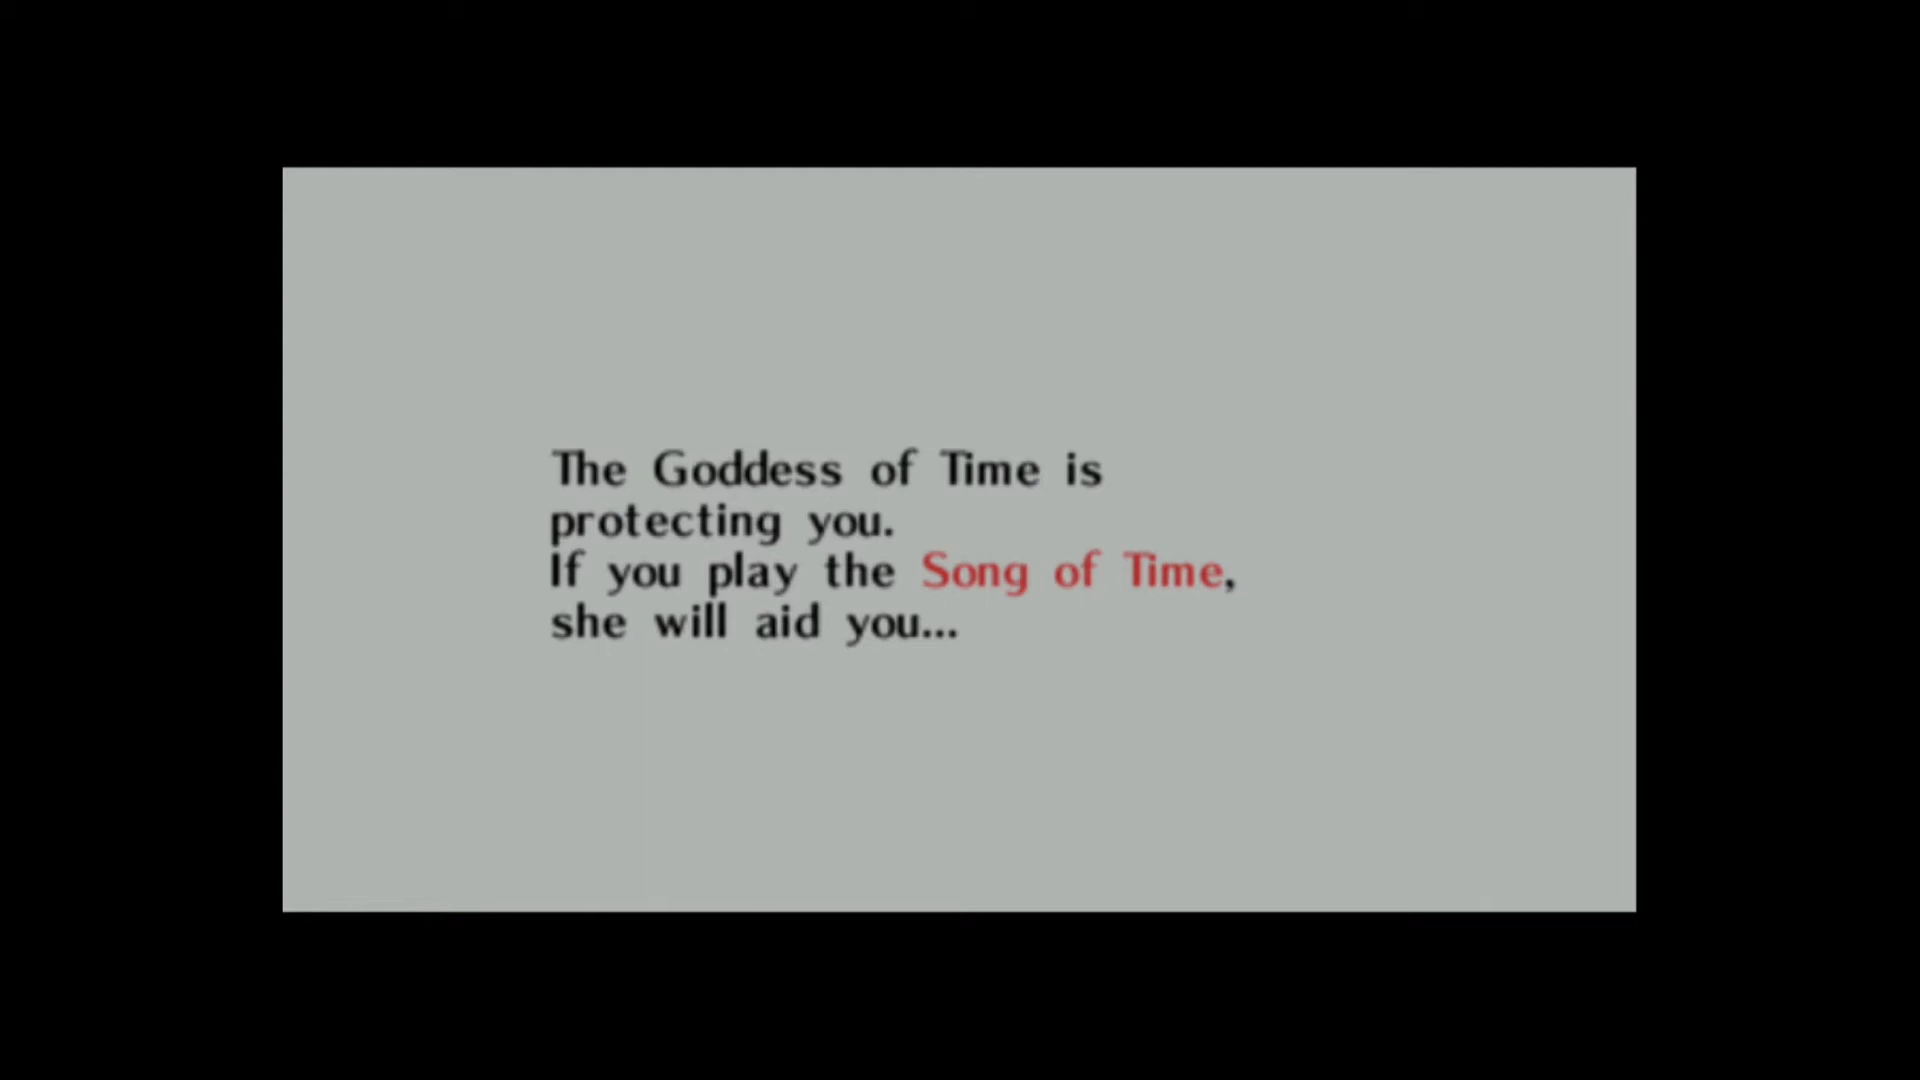 The Goddess of Time is
protecting you.
If you play the Song of Time,
she will aid you...